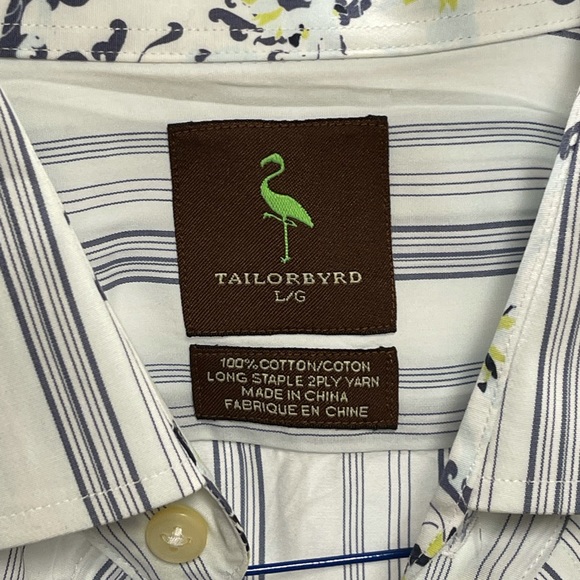 TAILORBYRD
L/G
100% COTTON/COTON
LONG STAPLE 2PLY YARN
MADE IN CHINA
FABRIQUE EN CHINE